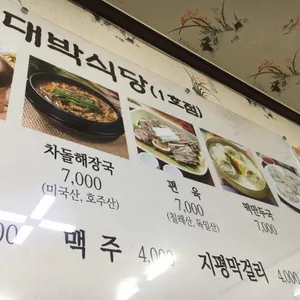 대박식당(1호점)
차돌해장국
7,000
(미국산, 호주산)
편 육
7,000
(칠레산, 독일산)
떡만두국
7,000
맥 주 4,000
지평막걸리 4,000